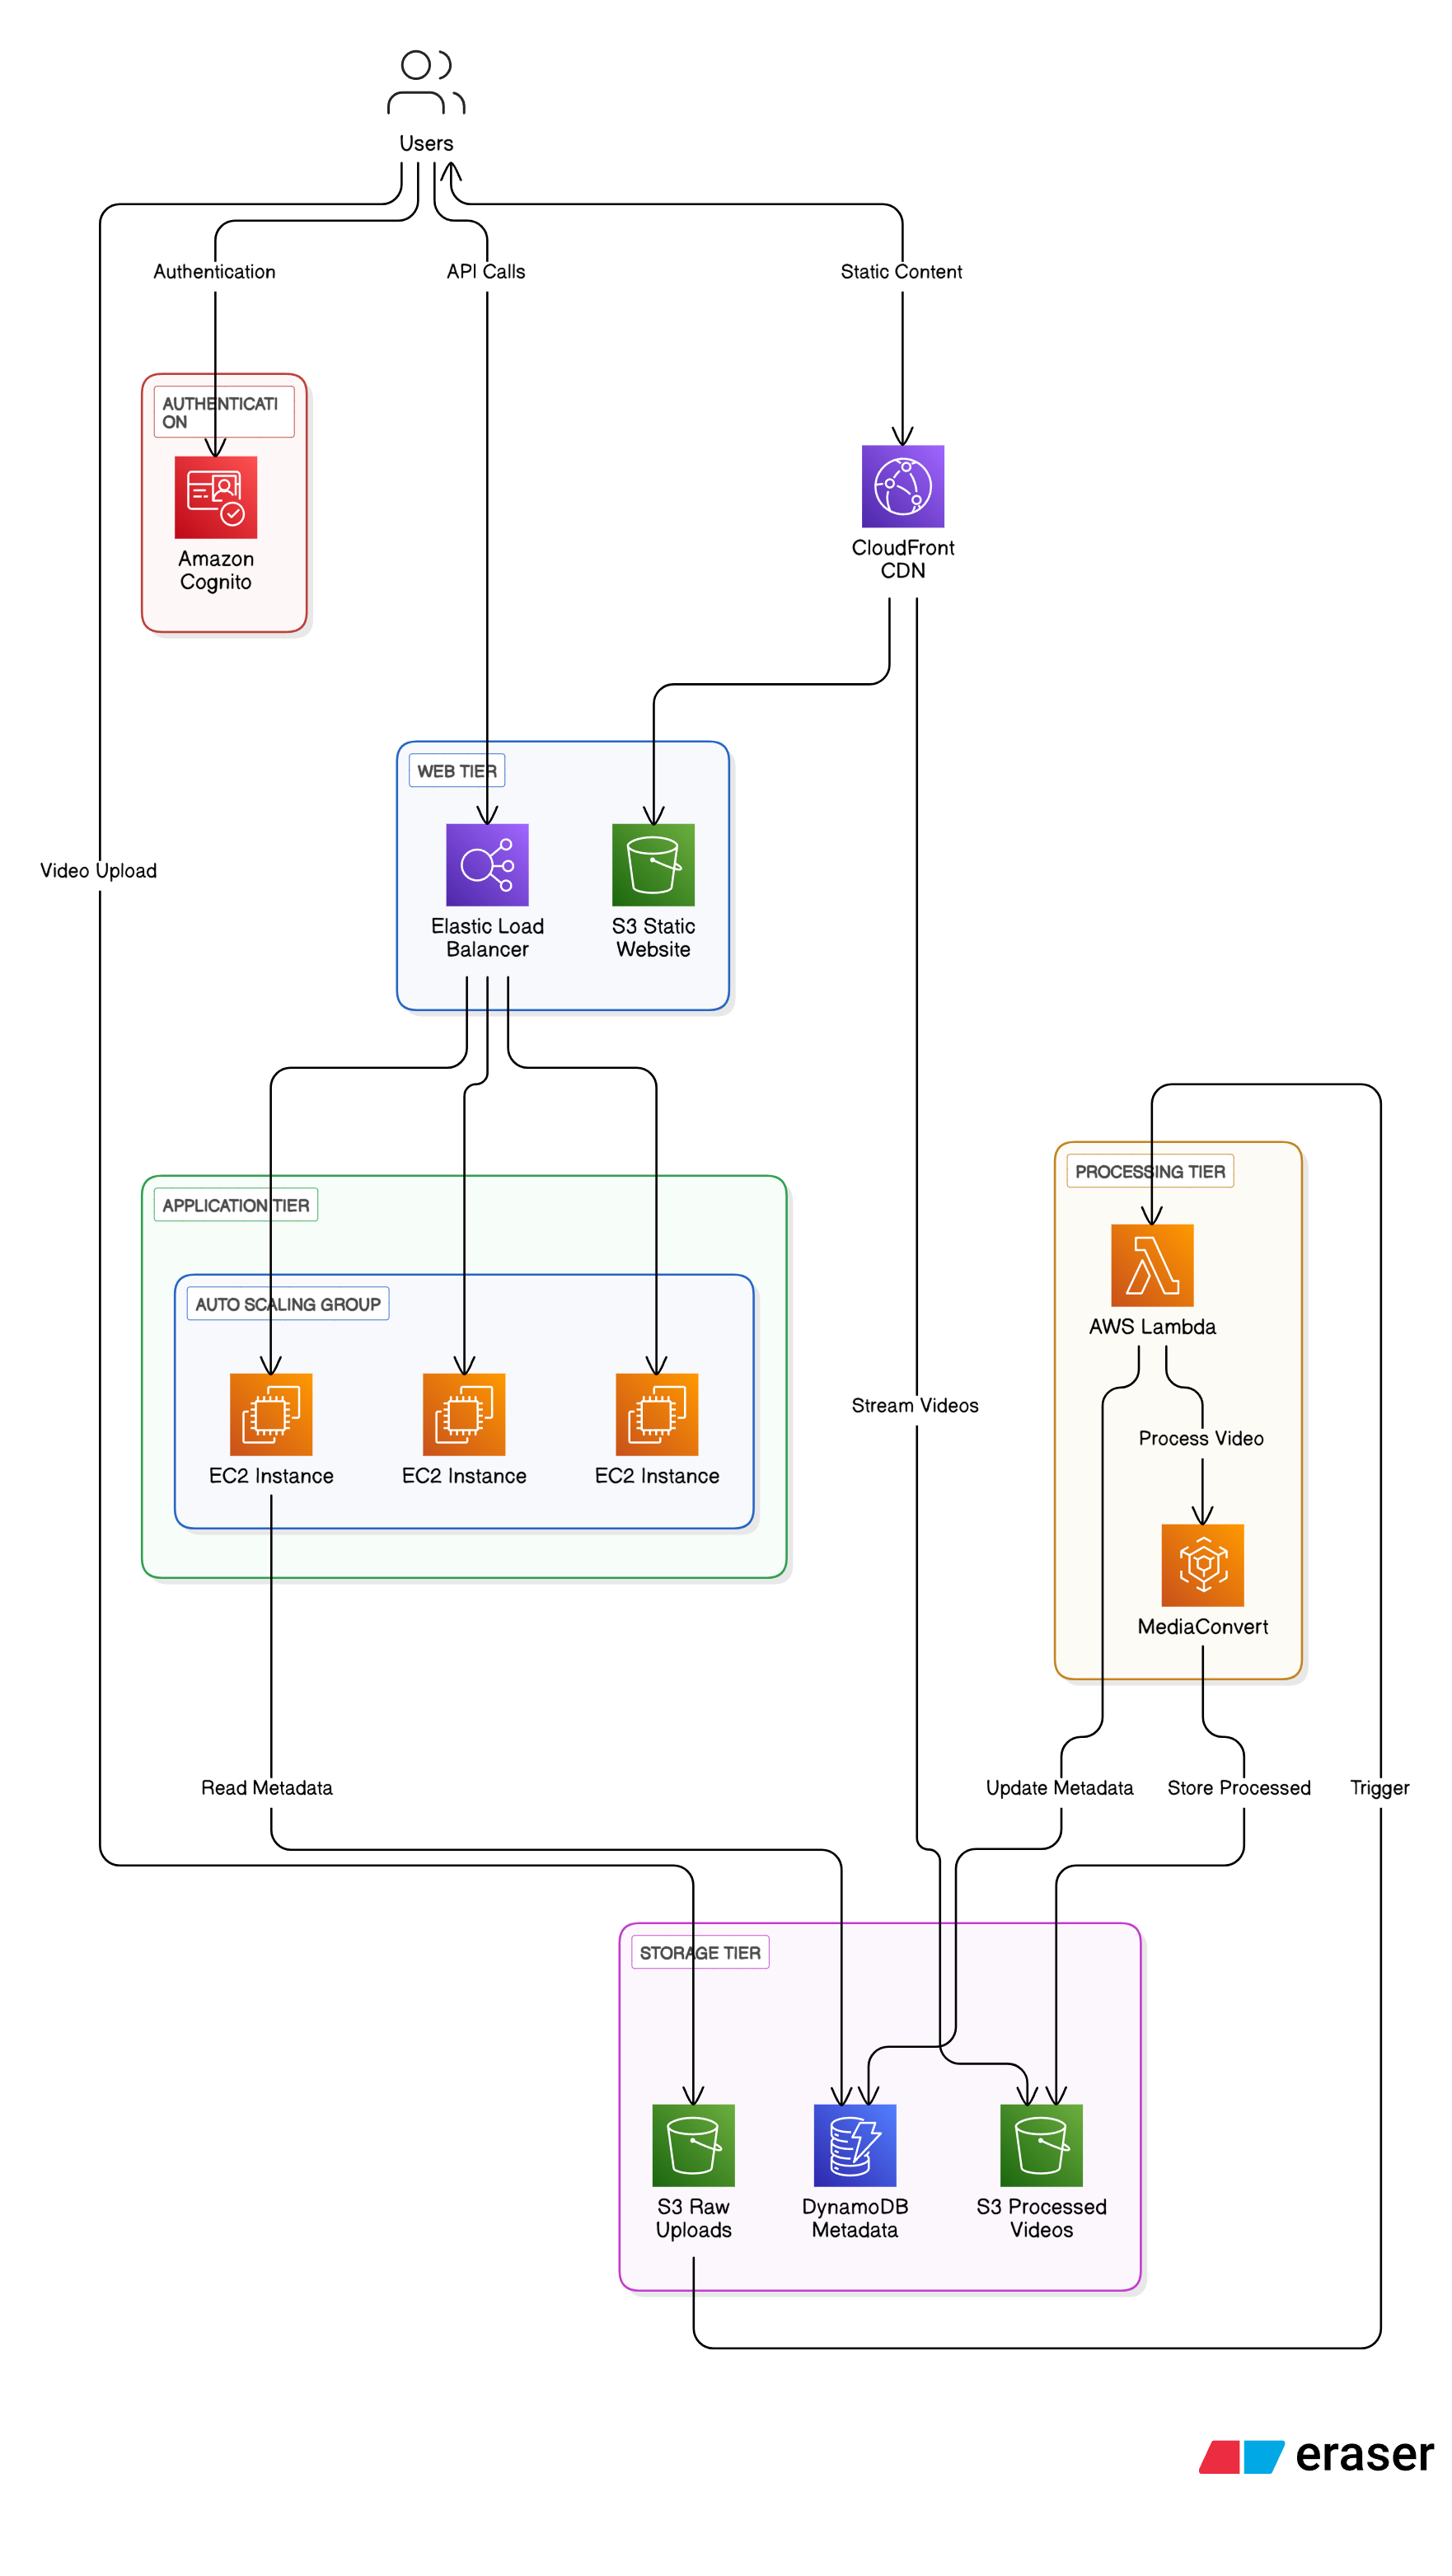 Users
Authentication
API Calls
Static Content
AUTHENTICATI
ON
Amazon
Cognito
CloudFront
CDN
WEB TIER
Video Upload
Elastic Load
Balancer
S3 Static
Website
PROCESSING TIER
APPLICATION TIER
AUTO SCALING GROUP
AWS Lambda
Stream Videos
Process Video
EC2 Instance
EC2 Instance
EC2 Instance
MediaConvert
Read Metadata
Update Metadata
Store Processed
Trigger
STORAGE TIER
S3 Raw
Uploads
DynamoDB
Metadata
S3 Processed
Videos
eraser